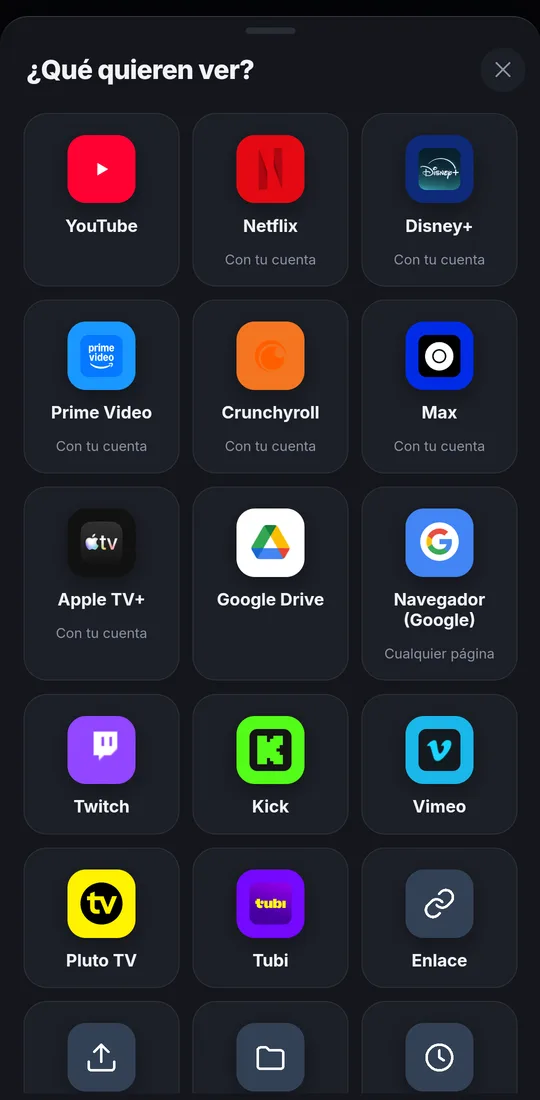 ¿Qué quieren ver?
YouTube
Netflix
Con tu cuenta
Disney+
Disney+
Con tu cuenta
prime
video
Prime Video
Con tu cuenta
Crunchyroll
Con tu cuenta
Max
Con tu cuenta
tv
Apple TV+
Con tu cuenta
Google Drive
Navegador
(Google)
Cualquier página
Twitch
Kick
Vimeo
tv
Pluto TV
tubi
Tubi
Enlace